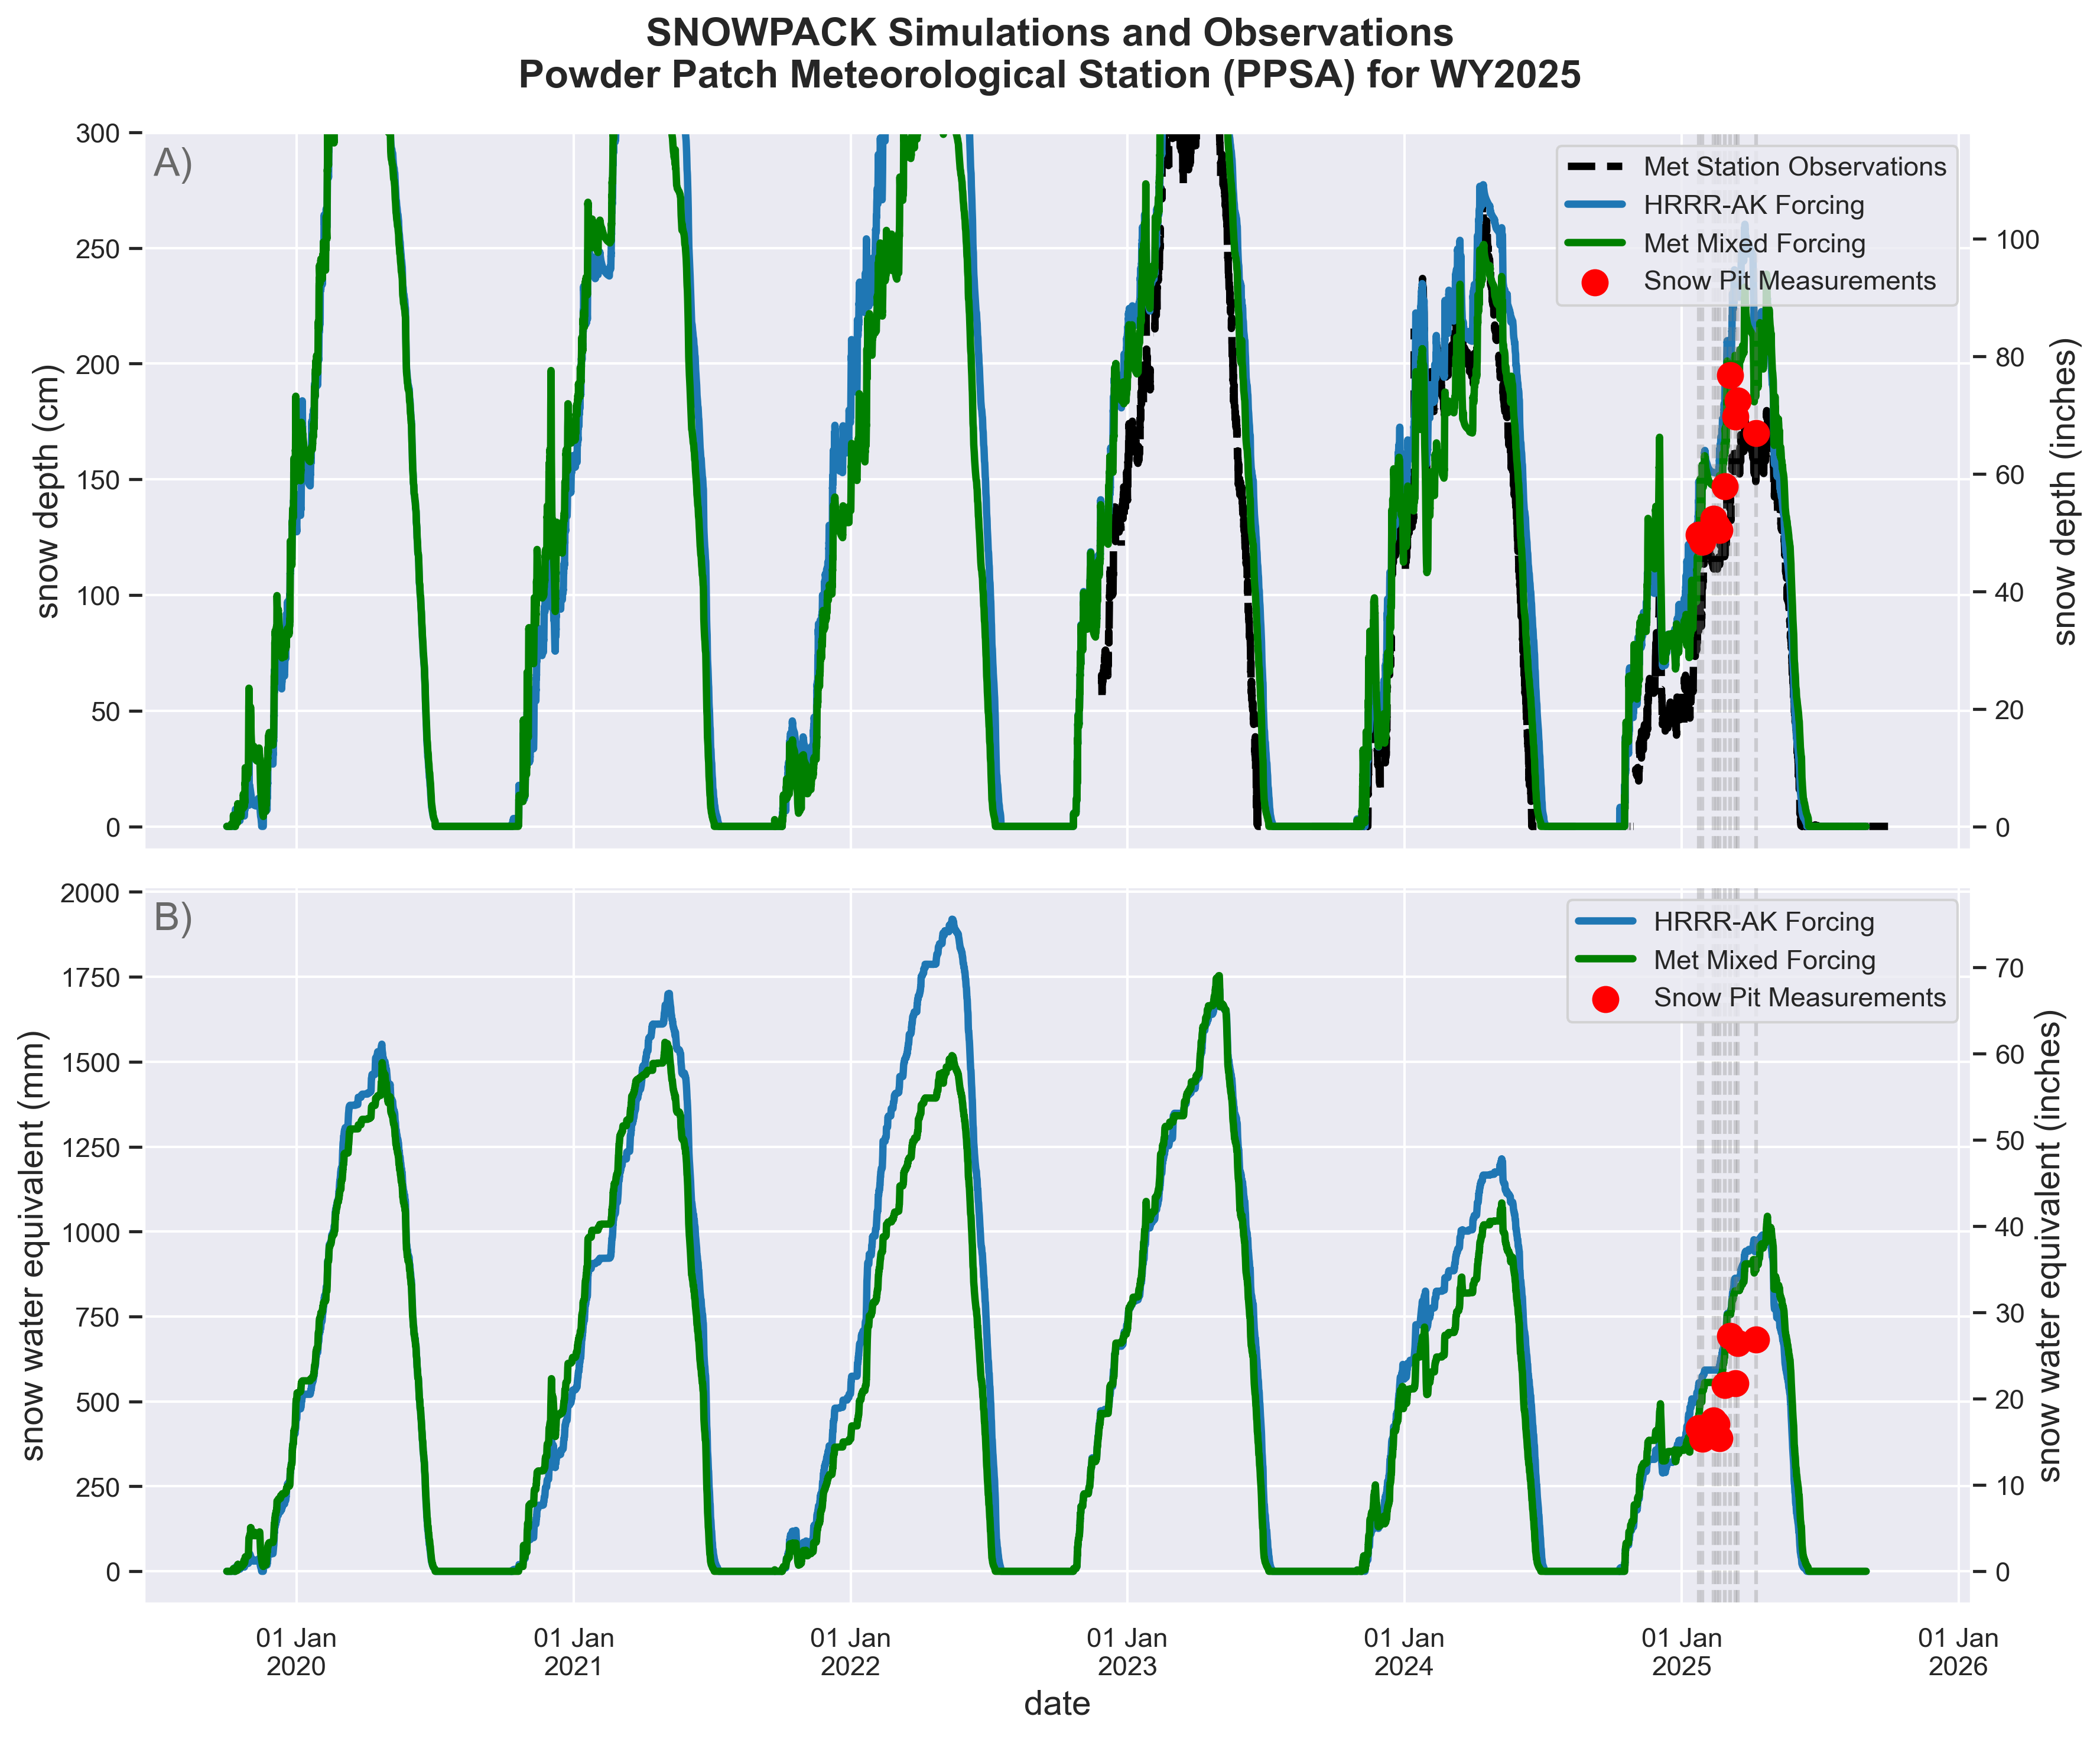 SNOWPACK Simulations and Observations
Powder Patch Meteorological Station (PPSA) for WY2025
A)
300
250
200
150
100
50
0
snow depth (cm)
Met Station Observations
HRRR-AK Forcing
Met Mixed Forcing
Snow Pit Measurements
100
80
60
40
20
0
snow depth (inches)
B)
2000
1750
1500
1250
1000
750
500
250
0
snow water equivalent (mm)
HRRR-AK Forcing
Met Mixed Forcing
Snow Pit Measurements
70
60
50
40
30
20
10
0
snow water equivalent (inches)
01 Jan 01 Jan 01 Jan 01 Jan 01 Jan 01 Jan 01 Jan
2020 2021 2022 2023 2024 2025 2026
date